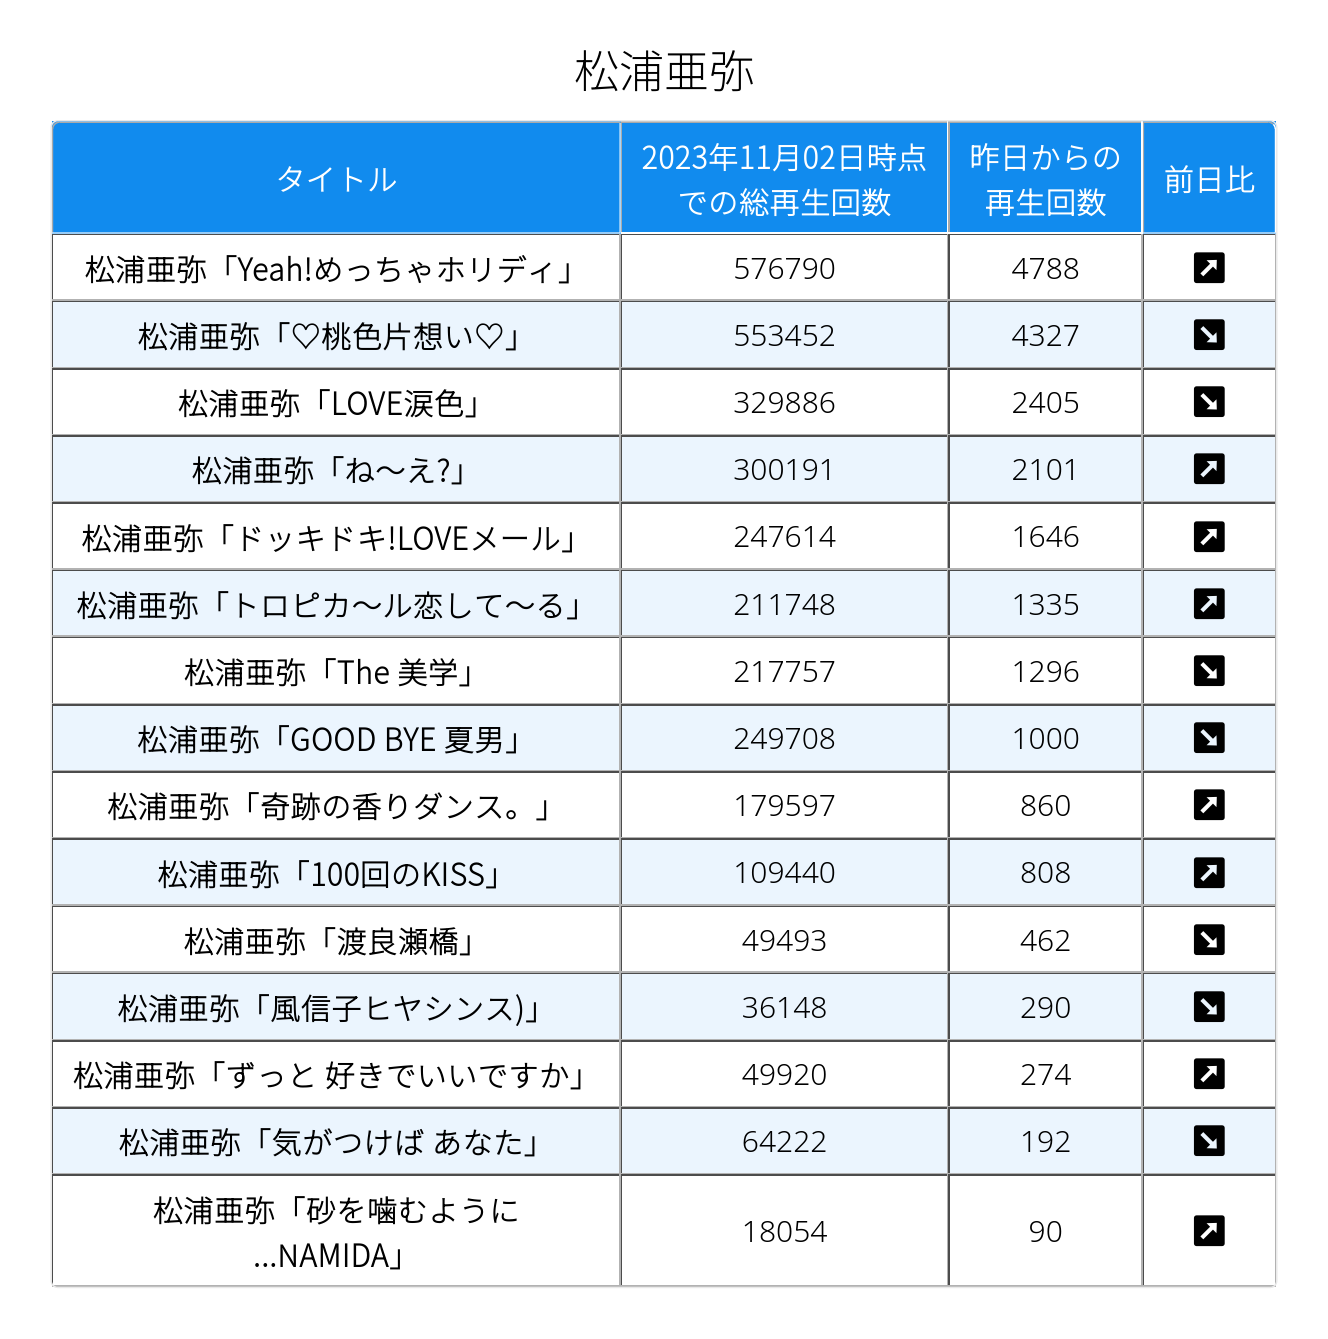 松浦亜弥
タイトル
2023年11月02日時点
での総再生回数
昨日からの
再生回数
前日比
松浦亜弥「Yeah!めっちゃホリディ」 576790 4788
松浦亜弥「♡桃色片想い♡」 553452 4327
松浦亜弥「LOVE涙色」 329886 2405
松浦亜弥「ね〜え?」 300191 2101
松浦亜弥「ドッキドキ!LOVEメール」 247614 1646
松浦亜弥「トロピカ〜ル恋して〜る」 211748 1335
松浦亜弥「The 美学」 217757 1296
松浦亜弥「GOOD BYE 夏男」 249708 1000
松浦亜弥「奇跡の香りダンス。」 179597 860
松浦亜弥「100回のKISS」 109440 808
松浦亜弥「渡良瀬橋」 49493 462
松浦亜弥「風信子ヒヤシンス)」 36148 290
松浦亜弥「ずっと 好きでいいですか」 49920 274
松浦亜弥「気がつけば あなた」 64222 192
松浦亜弥「砂を噛むように
…NAMIDA」 18054 90